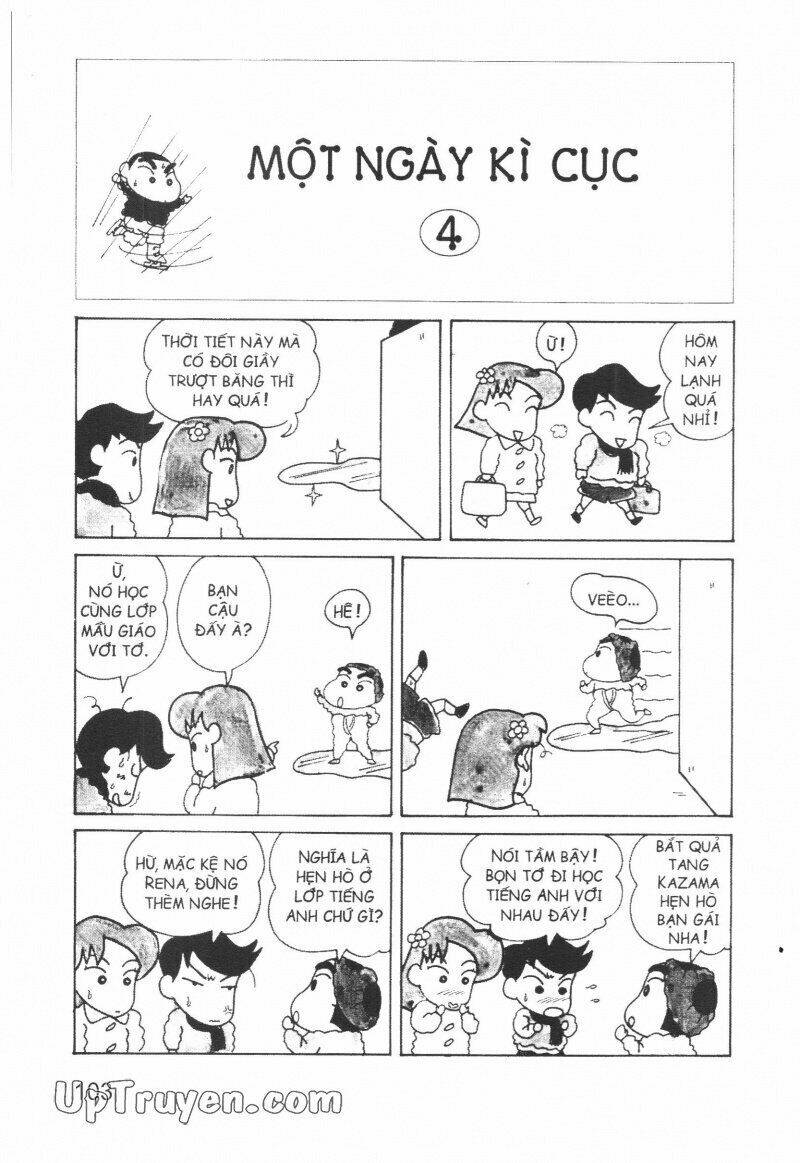 MỘT NGÀY KÌ CỤC
4
HÔM
NAY
LẠNH
QUÁ
NHỈ!
Ừ!
THỜI TIẾT NÀY MÀ
CÓ ĐÔI GIẦY
TRƯỢT BĂNG THÌ
HAY QUÁ!
VEÈO...
HÊ!
BẠN
CẬU
ĐẤY À?
Ừ,
NÓ HỌC
CÙNG LỚP
MẪU GIÁO
VỚI TỚ.
BẮT QUẢ
TANG
KAZAMA
HẸN HÒ
BẠN GÁI
NHA!
NÓI TẦM BẬY!
BỌN TỚ ĐI HỌC
TIẾNG ANH VỚI
NHAU ĐẤY!
NGHĨA LÀ
HẸN HÒ Ở
LỚP TIẾNG
ANH CHỨ GÌ?
HỪ, MẶC KỆ NÓ
RENA, ĐỪNG
THÈM NGHE!
103
UpTruyen.com